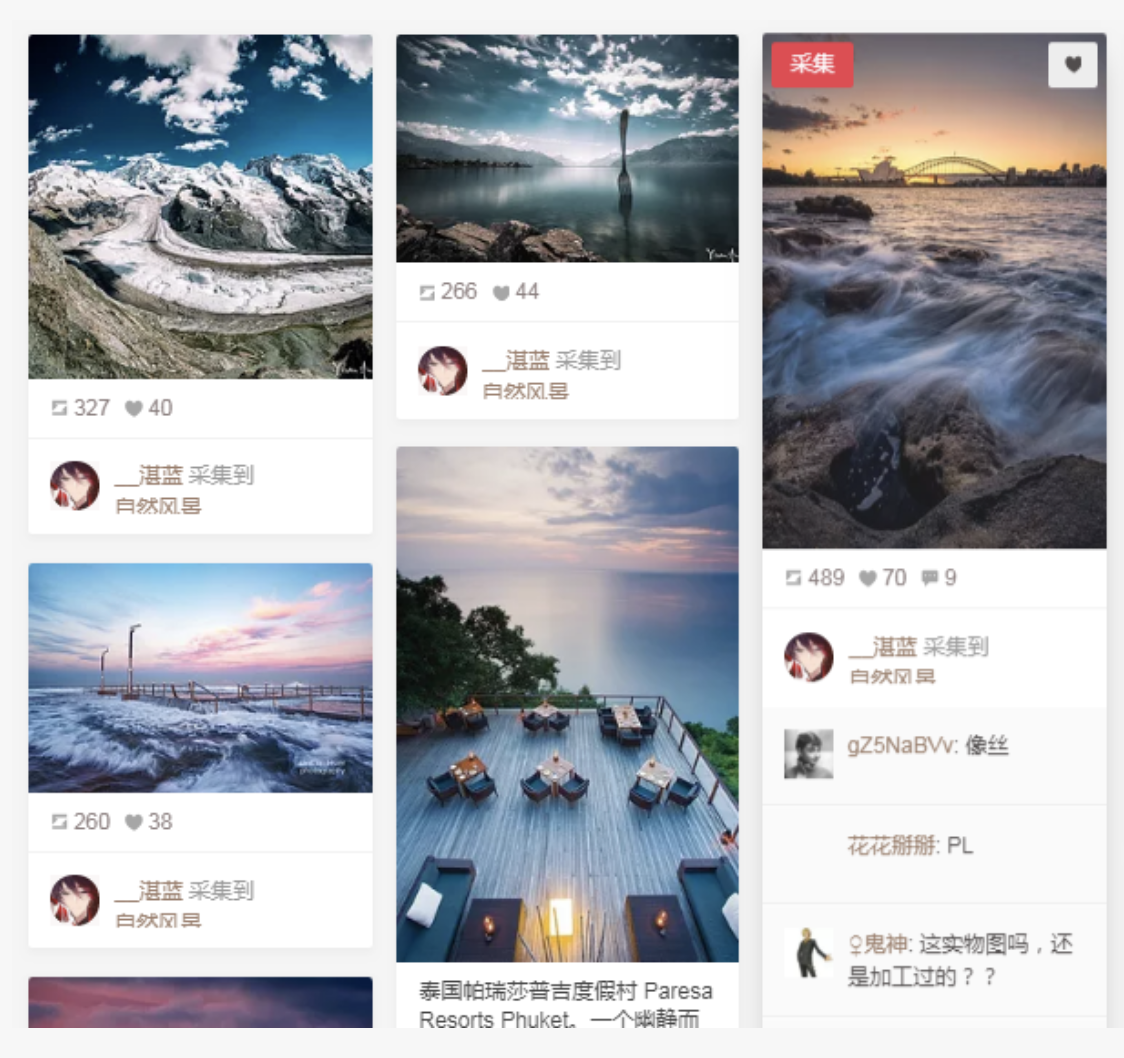 327 40
__湛蓝 采集到
自然风景
260 38
__湛蓝 采集到
自然风景
266 44
__湛蓝 采集到
自然风景
泰国帕瑞莎普吉度假村 Paresa
Resorts Phuket。一个幽静而
采集
489 70 9
__湛蓝 采集到
自然风景
gZ5NaBVv: 像丝
花花掰掰: PL
♀鬼神: 这实物图吗，还
是加工过的？？